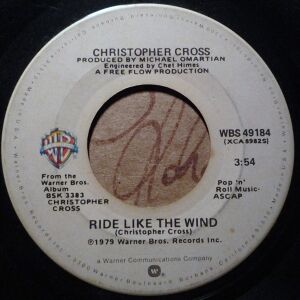 CHRISTOPHER CROSS
PRODUCED BY MICHAEL OMARTIAN
Engineered by Chet Himes
A FREE FLOW PRODUCTION
WBS 49184
(XCA 8982S)
3:54
From the
Warner Bros.
Album
BSK 3383
CHRISTOPHER
CROSS
Pop 'n'
Roll Music-
ASCAP
RIDE LIKE THE WIND
(Christopher Cross)
℗1979 Warner Bros. Records Inc.
a Warner Communications Company